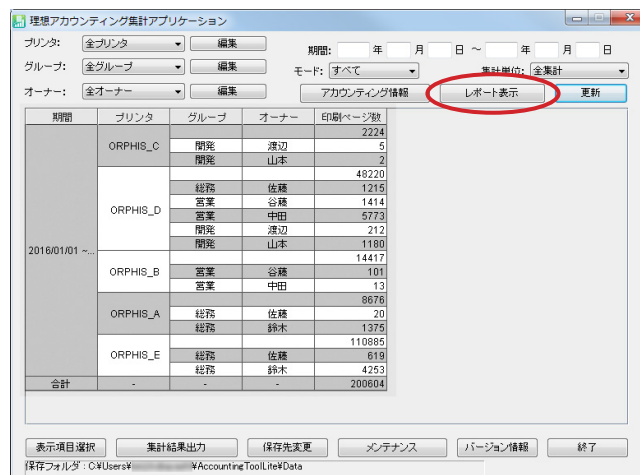 理想アカウンティング集計アプリケーション
プリンタ: 全プリンタ 編集 期間: 年 月 日 ～ 年 月 日
グループ: 全グループ 編集 モード: すべて 集計単位: 全集計
オーナー: 全オーナー 編集 アカウンティング情報 レポート表示 更新
期間 プリンタ グループ オーナー 印刷ページ数
2224
ORPHIS_C 開発 渡辺 5
開発 山本 2
48220
総務 佐藤 1215
営業 谷藤 1414
ORPHIS_D 営業 中田 5773
開発 渡辺 212
開発 山本 1180
2016/01/01 ~...
14417
ORPHIS_B 営業 谷藤 101
営業 中田 13
8676
ORPHIS_A 総務 佐藤 20
総務 鈴木 1375
110885
ORPHIS_E 総務 佐藤 619
総務 鈴木 4253
合計 - - - 200604
表示項目選択 集計結果出力 保存先変更 メンテナンス バージョン情報 終了
保存フォルダ : C:¥Users¥ ¥AccountingToolLite¥Data